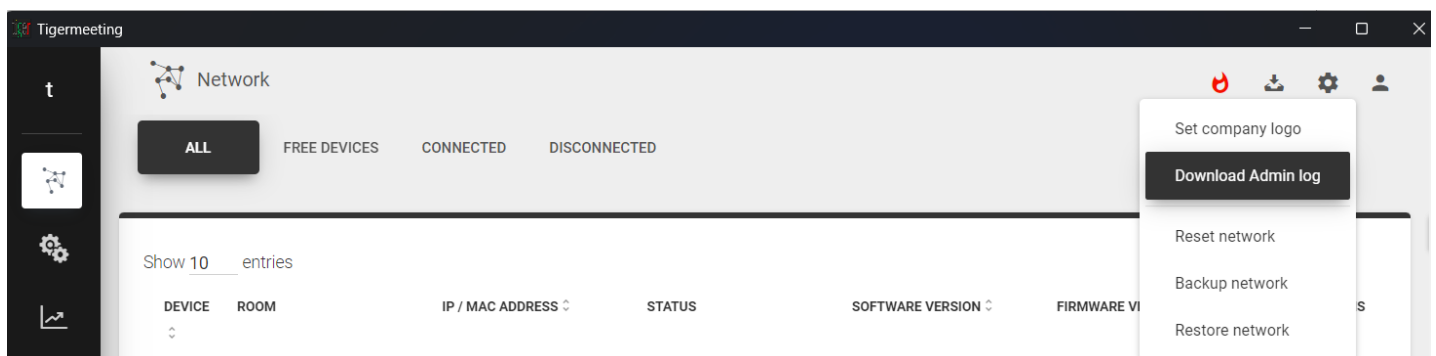 Tigermeeting
t
Network
ALL FREE DEVICES CONNECTED DISCONNECTED
Set company logo
Download Admin log
Reset network
Backup network
Restore network
Show 10 entries
DEVICE ROOM IP / MAC ADDRESS STATUS SOFTWARE VERSION